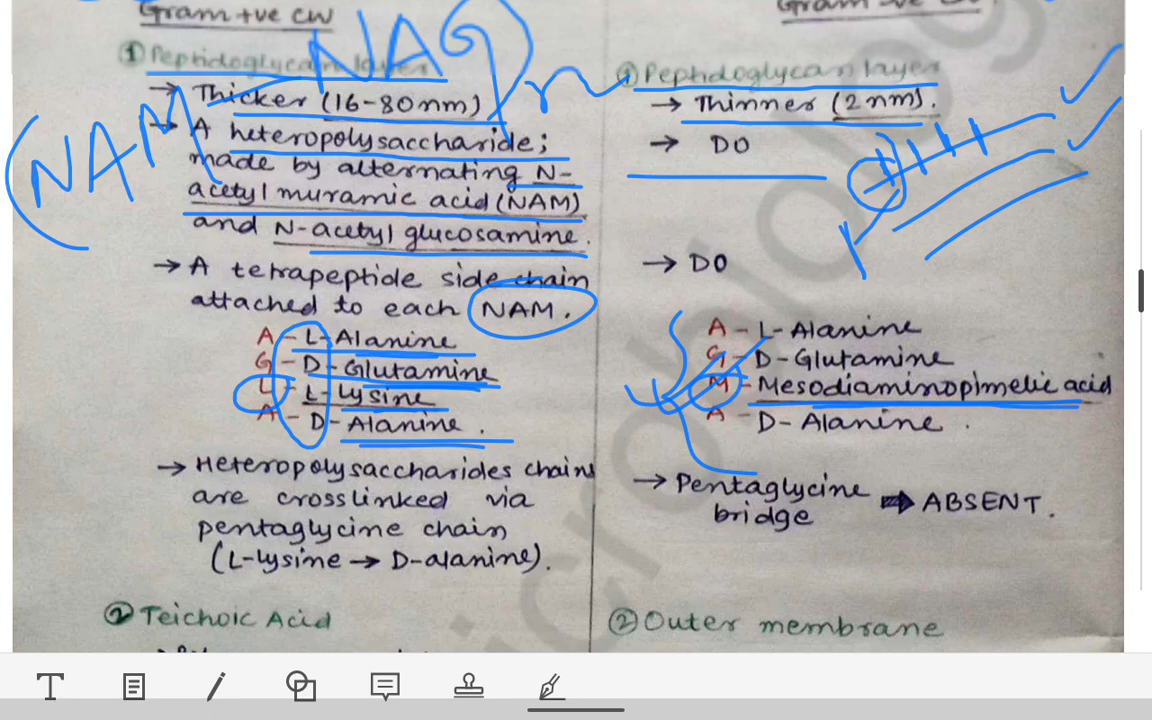 Gram +ve CW
① Peptidoglycan layer
→ Thicker (16-80nm)
→ A heteropolysaccharide;
made by alternating N-
acetyl muramic acid (NAM)
and N-acetyl glucosamine.
→ A tetrapeptide side chain
attached to each NAM.
A - L-Alanine
G - D-Glutamine
L - L-Lysine
A - D-Alanine.
→ Heteropolysaccharides chains
are crosslinked via
pentaglycine chain
(L-lysine → D-alanine).
② Teichoic Acid
(NAM NAG)n
① Peptidoglycan layer
→ Thinner (2nm).
→ DO
→ DO
A - L-Alanine
G - D-Glutamine
M - Mesodiaminopimelic acid
A - D-Alanine.
→ Pentaglycine ⇒ ABSENT.
bridge
② Outer membrane
icrobiolog
T